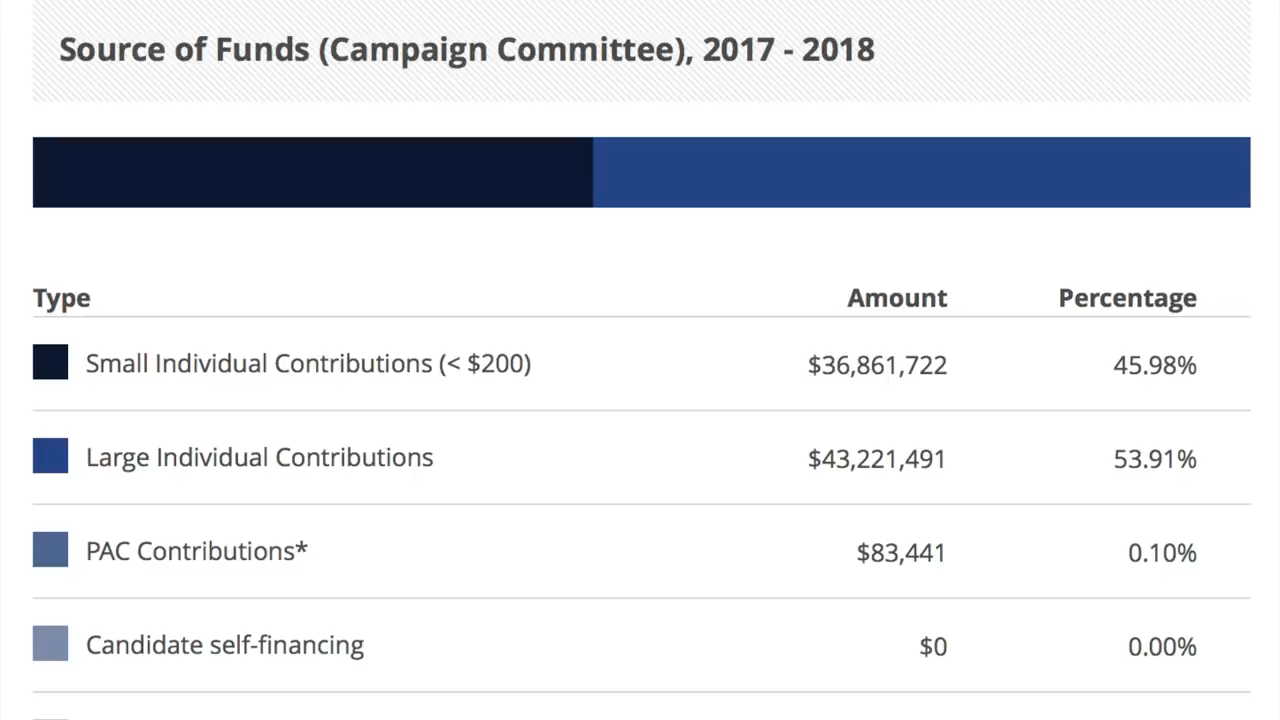 Source of Funds (Campaign Committee), 2017 - 2018
Type Amount Percentage
Small Individual Contributions (< $200) $36,861,722 45.98%
Large Individual Contributions $43,221,491 53.91%
PAC Contributions* $83,441 0.10%
Candidate self-financing $0 0.00%